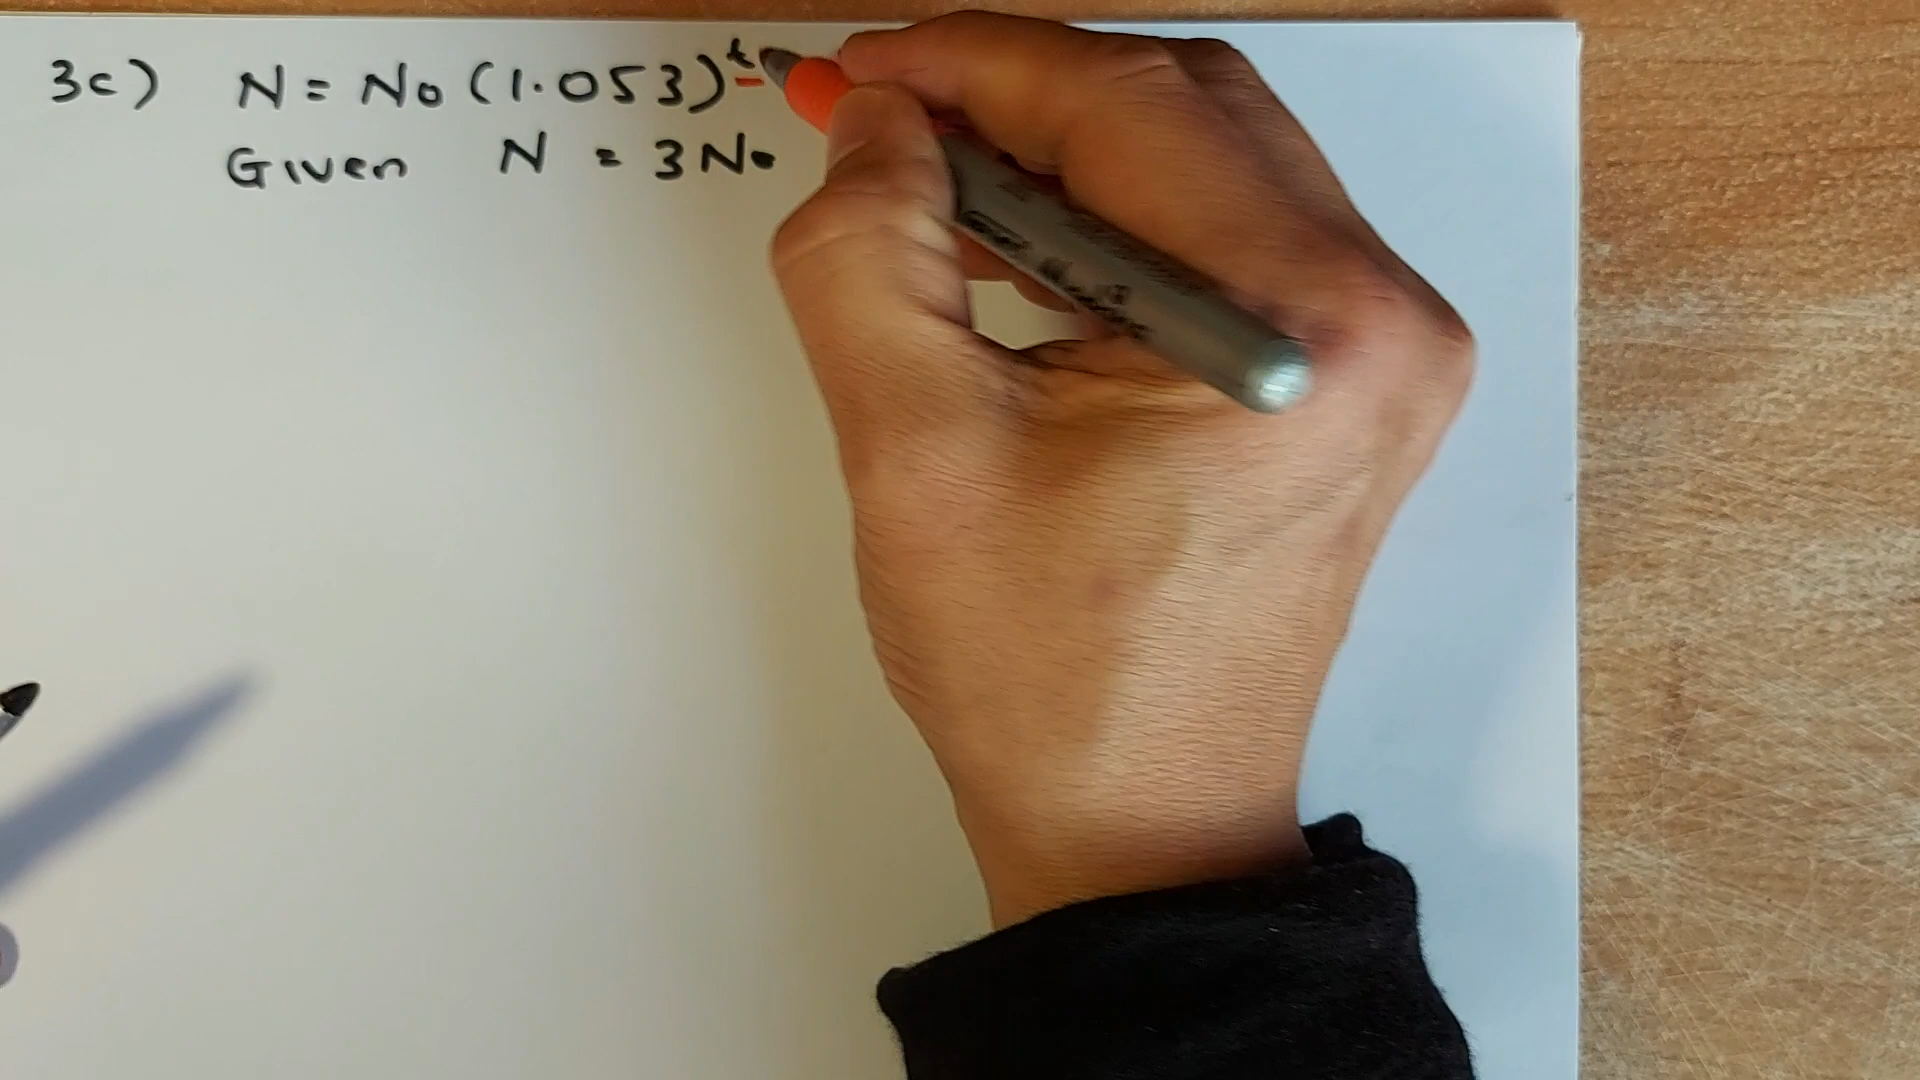 3c) N = No (1.053)^t
Given N = 3No